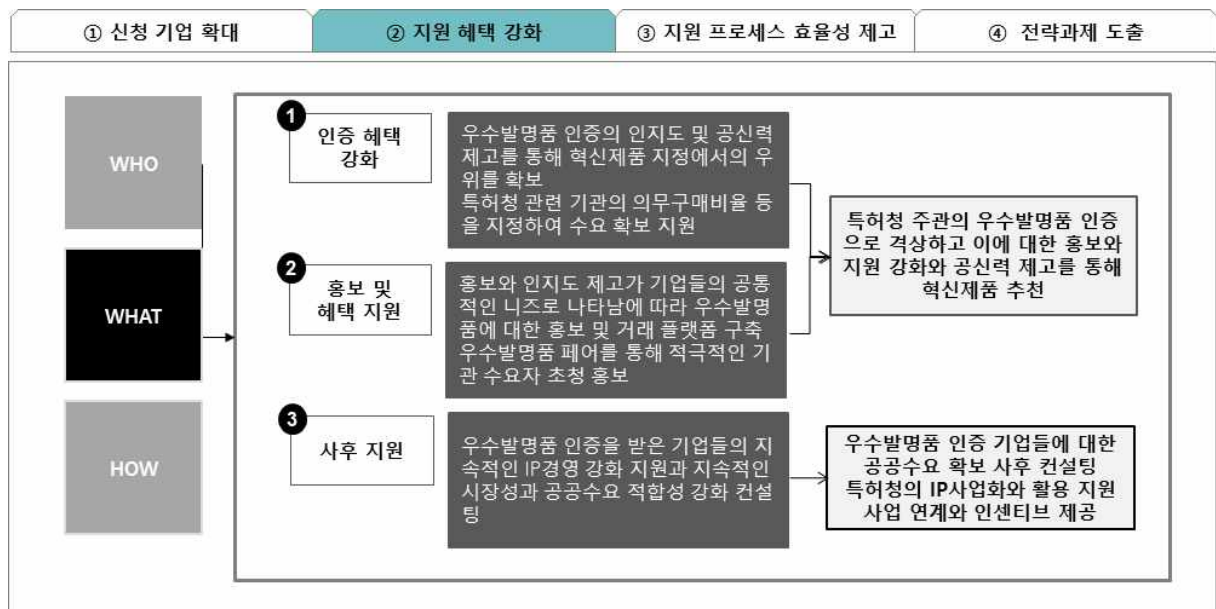 ① 신청 기업 확대
② 지원 혜택 강화
③ 지원 프로세스 효율성 제고
④ 전략과제 도출
WHO
WHAT
HOW
1
인증 혜택
강화
우수발명품 인증의 인지도 및 공신력
제고를 통해 혁신제품 지정에서의 우
위를 확보
특허청 관련 기관의 의무구매비율 등
을 지정하여 수요 확보 지원
2
홍보 및
혜택 지원
홍보와 인지도 제고가 기업들의 공통
적인 니즈로 나타남에 따라 우수발명
품에 대한 홍보 및 거래 플랫폼 구축
우수발명품 페어를 통해 적극적인 기
관 수요자 초청 홍보
특허청 주관의 우수발명품 인증
으로 격상하고 이에 대한 홍보와
지원 강화와 공신력 제고를 통해
혁신제품 추천
3
사후 지원
우수발명품 인증을 받은 기업들의 지
속적인 IP경영 강화 지원과 지속적인
시장성과 공공수요 적합성 강화 컨설
팅
우수발명품 인증 기업들에 대한
공공수요 확보 사후 컨설팅
특허청의 IP사업화와 활용 지원
사업 연계와 인센티브 제공